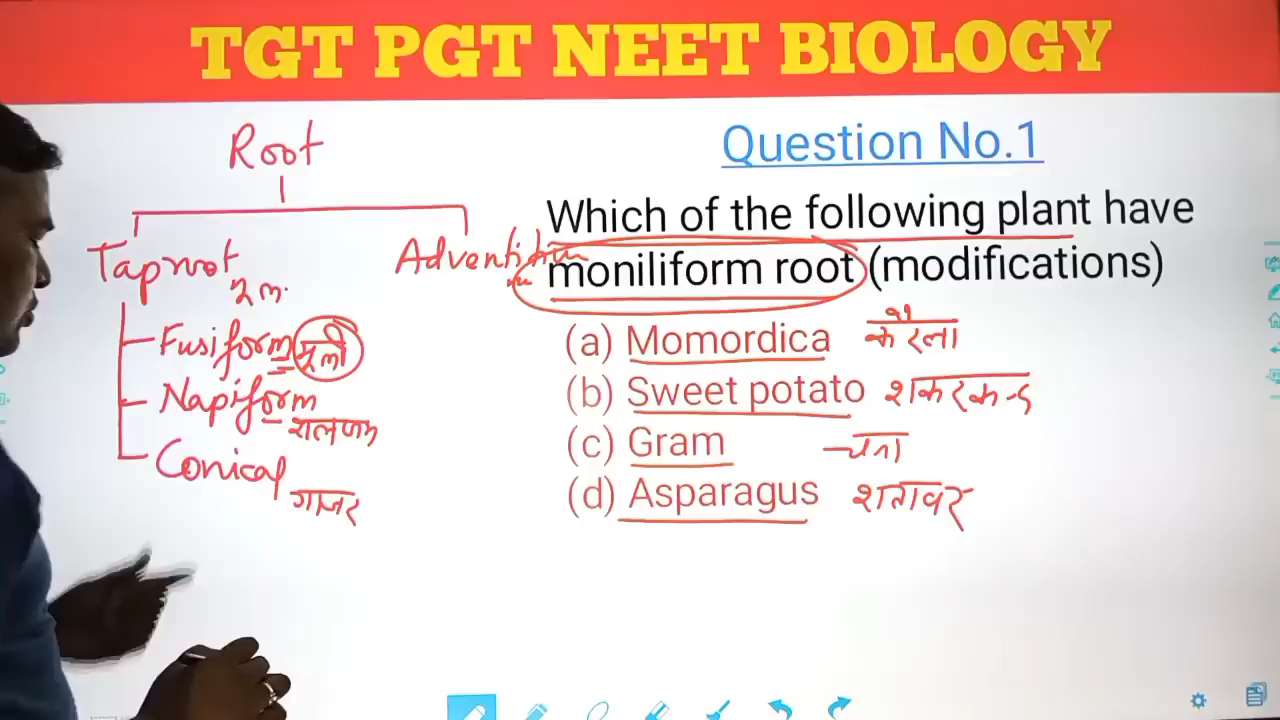 TGT PGT NEET BIOLOGY
Root
Taproot
मू ल.
Fusiform मूली
Napiform
शलजम
Conical
गाजर
Question No.1
Which of the following plant have
moniliform root (modifications)
(a) Momordica करेला
(b) Sweet potato शकरकन्द
(c) Gram चना
(d) Asparagus शतावर